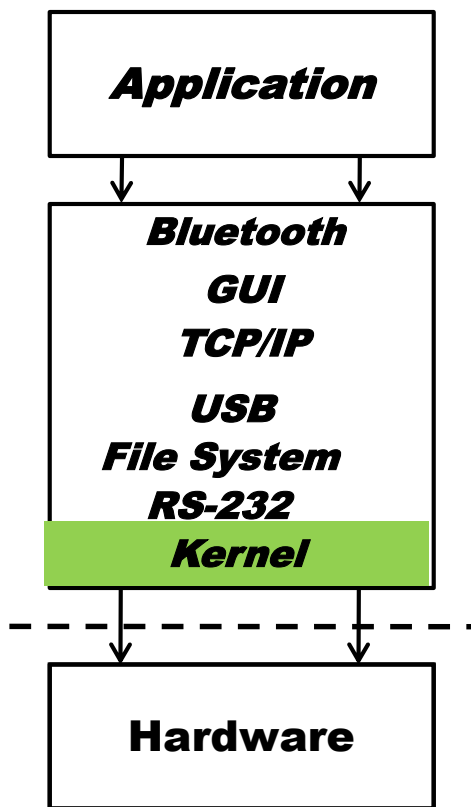 Application
Bluetooth
GUI
TCP/IP
USB
File System
RS-232
Kernel
Hardware